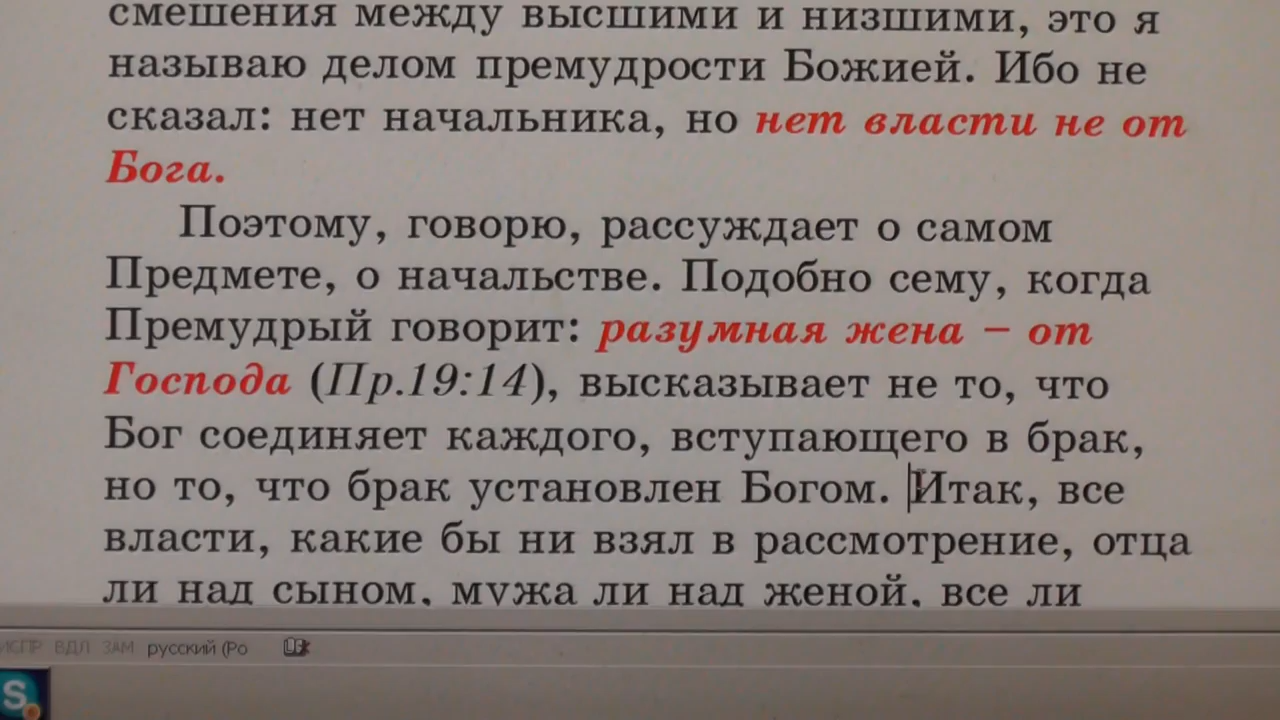 смешения между высшими и низшими, это я
называю делом премудрости Божией. Ибо не
сказал: нет начальника, но нет власти не от
Бога.
Поэтому, говорю, рассуждает о самом
Предмете, о начальстве. Подобно сему, когда
Премудрый говорит: разумная жена – от
Господа (Пр.19:14), высказывает не то, что
Бог соединяет каждого, вступающего в брак,
но то, что брак установлен Богом. Итак, все
власти, какие бы ни взял в рассмотрение, отца
ли над сыном, мужа ли над женой, все ли
ИСПР ВДЛ ЗАМ русский (Ро
S